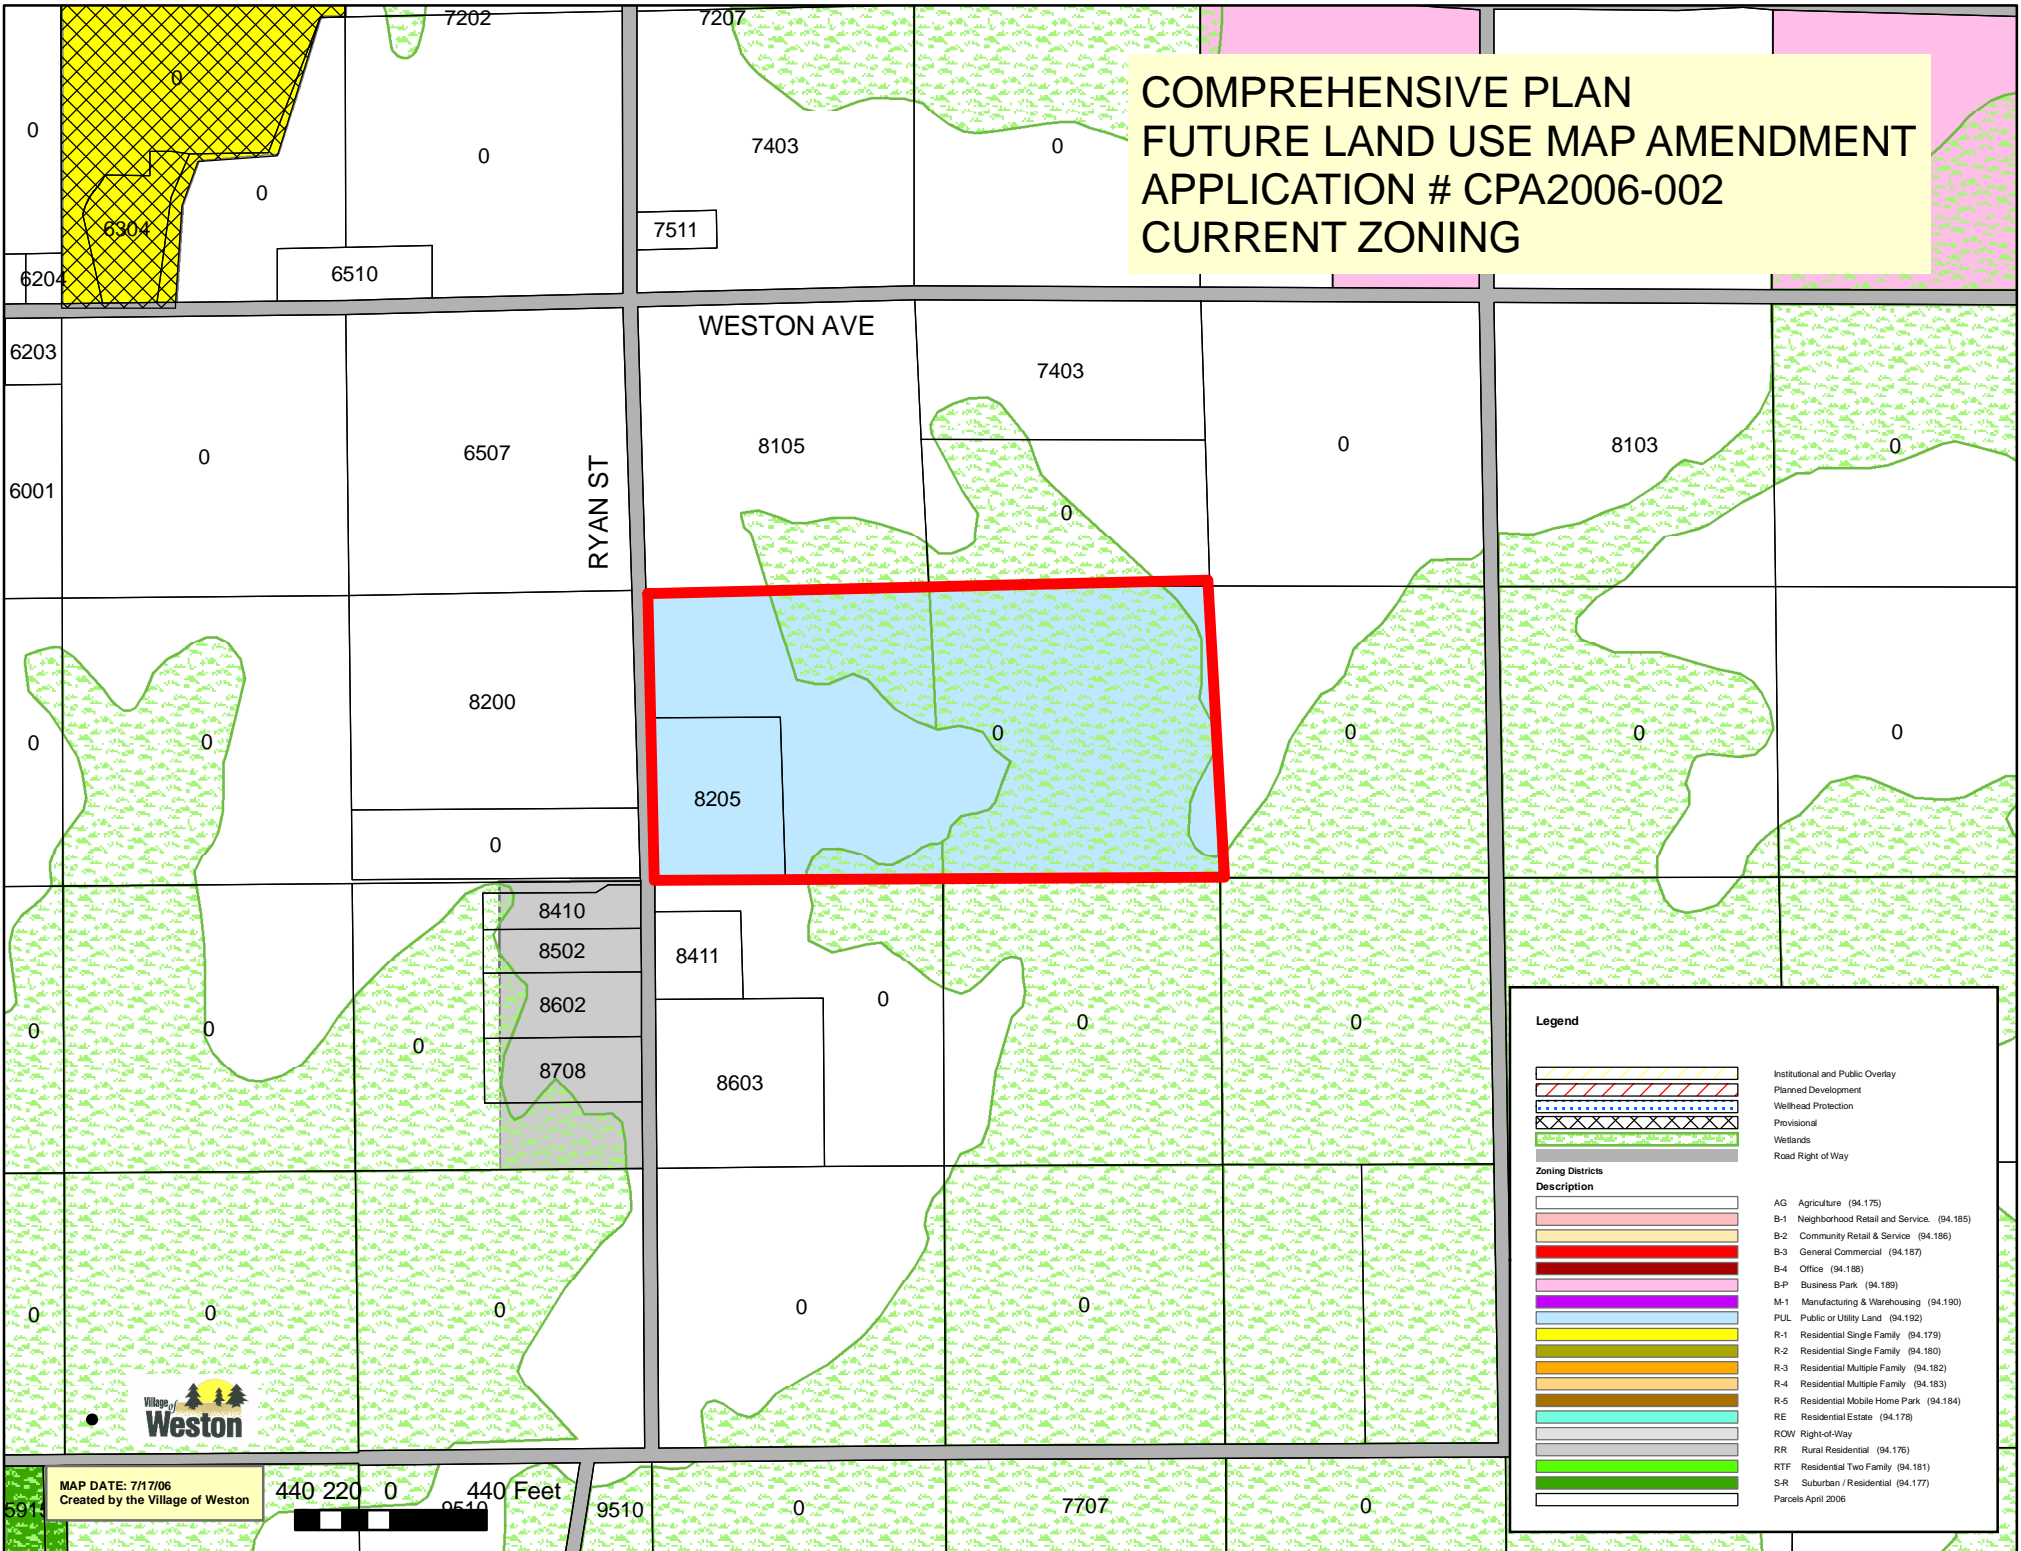 7202
7207
0
0
0
7403
0
0
6304
7511
6204
6510
COMPREHENSIVE PLAN
FUTURE LAND USE MAP AMENDMENT
APPLICATION # CPA2006-002
CURRENT ZONING
WESTON AVE
RYAN ST
6203
6001
0
6507
8105
7403
0
0
8103
0
0
0
8200
0
8205
0
0
0
0
8410
8502
8602
8708
8411
8603
0
0
0
0
0
0
0
0
0
0
0
Village of
Weston
MAP DATE: 7/17/06
Created by the Village of Weston
440 220 0 440 Feet
9510
9510
0
7707
0
Legend
Institutional and Public Overlay
Planned Development
Wellhead Protection
Provisional
Wetlands
Road Right of Way
Zoning Districts
Description
AG Agriculture (94.175)
B-1 Neighborhood Retail and Service. (94.185)
B-2 Community Retail & Service (94.186)
B-3 General Commercial (94.187)
B-4 Office (94.188)
B-P Business Park (94.189)
M-1 Manufacturing & Warehousing (94.190)
PUL Public or Utility Land (94.192)
R-1 Residential Single Family (94.179)
R-2 Residential Single Family (94.180)
R-3 Residential Multiple Family (94.182)
R-4 Residential Multiple Family (94.183)
R-5 Residential Mobile Home Park (94.184)
RE Residential Estate (94.178)
ROW Right-of-Way
RR Rural Residential (94.176)
RTF Residential Two Family (94.181)
S-R Suburban / Residential (94.177)
Parcels April 2006